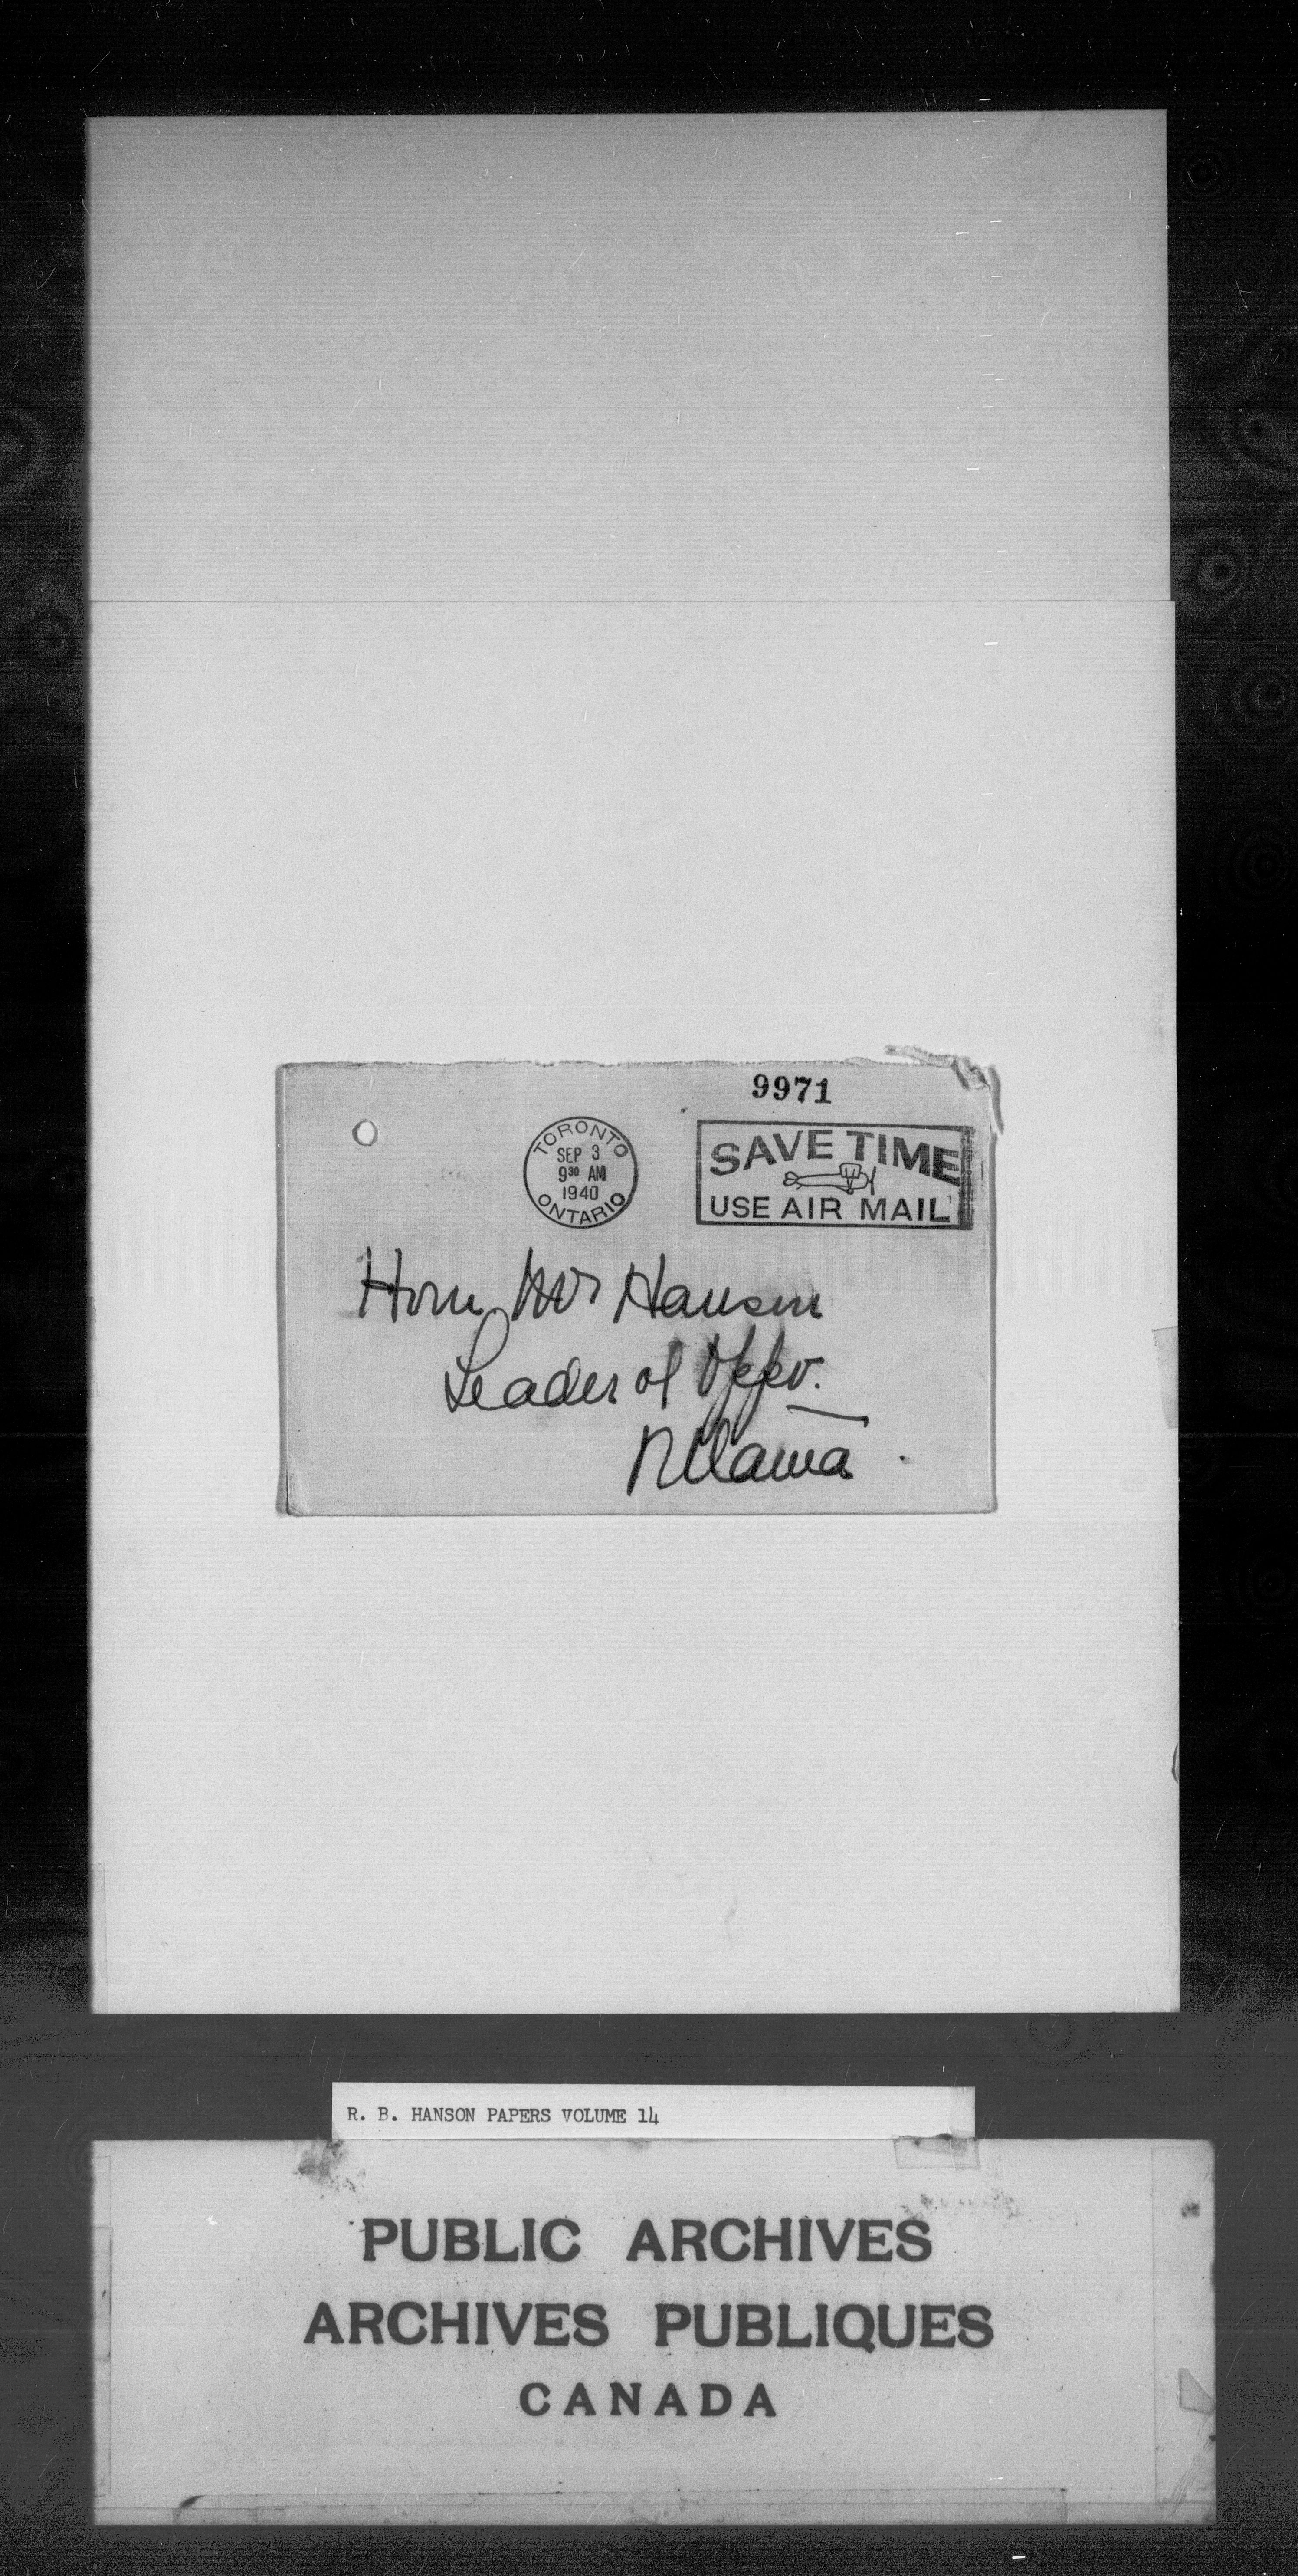 9971
TORONTO
SEP 3
9³⁰ AM
1940
ONTARIO
SAVE TIME
USE AIR MAIL
Hon Mr Hanson
Leader of Oppo.
Ottawa.
R. B. HANSON PAPERS VOLUME 14
PUBLIC ARCHIVES
ARCHIVES PUBLIQUES
CANADA